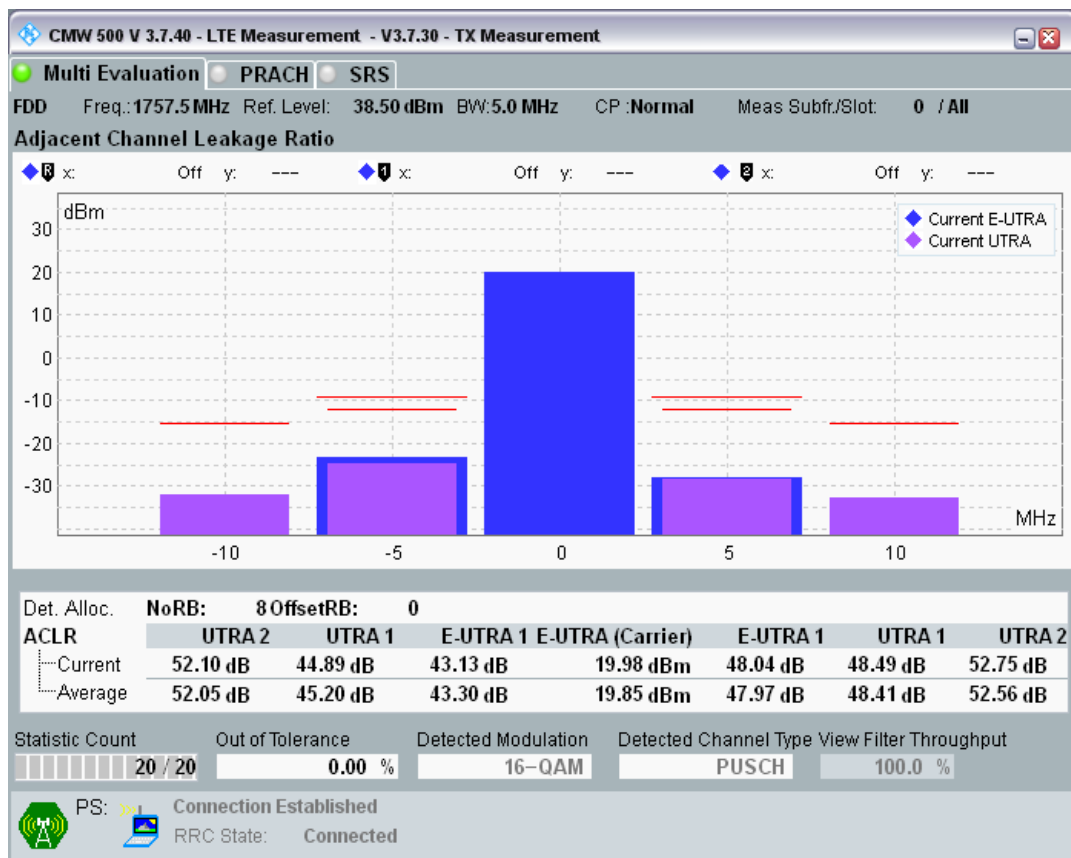 CMW 500 V 3.7.40 - LTE Measurement - V3.7.30 - TX Measurement
Multi Evaluation PRACH SRS
FDD Freq.:1757.5 MHz Ref. Level: 38.50 dBm BW:5.0 MHz CP :Normal Meas Subfr./Slot: 0 / All
Adjacent Channel Leakage Ratio
R x: Off y: --- 1 x: Off y: --- 2 x: Off y: ---
dBm
Current E-UTRA
Current UTRA
30
20
10
0
-10
-20
-30
MHz
-10 -5 0 5 10
Det. Alloc. NoRB: 8 OffsetRB: 0
ACLR UTRA 2 UTRA 1 E-UTRA 1 E-UTRA (Carrier) E-UTRA 1 UTRA 1 UTRA 2
Current 52.10 dB 44.89 dB 43.13 dB 19.98 dBm 48.04 dB 48.49 dB 52.75 dB
Average 52.05 dB 45.20 dB 43.30 dB 19.85 dBm 47.97 dB 48.41 dB 52.56 dB
Statistic Count Out of Tolerance Detected Modulation Detected Channel Type View Filter Throughput
20 / 20 0.00 % 16-QAM PUSCH 100.0 %
PS: Connection Established
RRC State: Connected